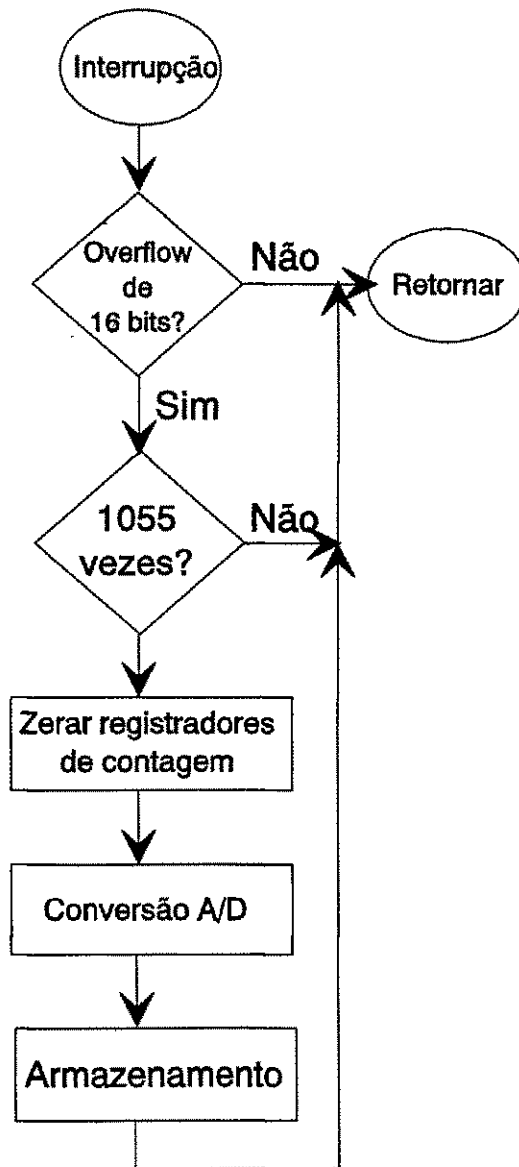 Interrupção
Overflow
de
16 bits?
Não
Retornar
Sim
1055
vezes?
Não
Zerar registradores
de contagem
Conversão A/D
Armazenamento